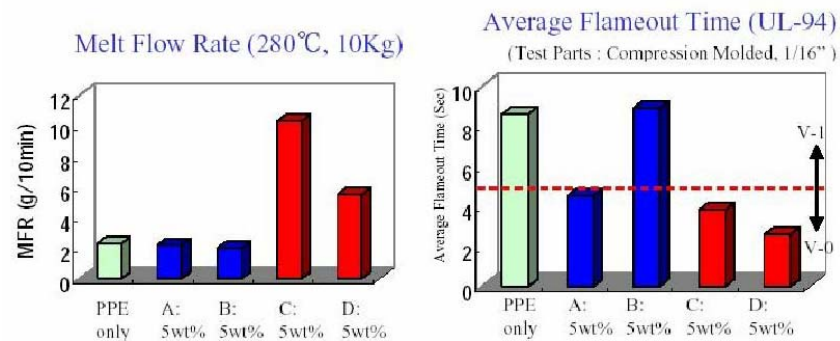 Melt Flow Rate (280℃, 10Kg)
MFR (g/10min)
12
10
8
6
4
2
0
PPE only
A: 5wt%
B: 5wt%
C: 5wt%
D: 5wt%
Average Flameout Time (UL-94)
(Test Parts : Compression Molded, 1/16” )
Average Flameout Time (Sec)
10
8
6
4
2
0
V-1
V-0
PPE only
A: 5wt%
B: 5wt%
C: 5wt%
D: 5wt%